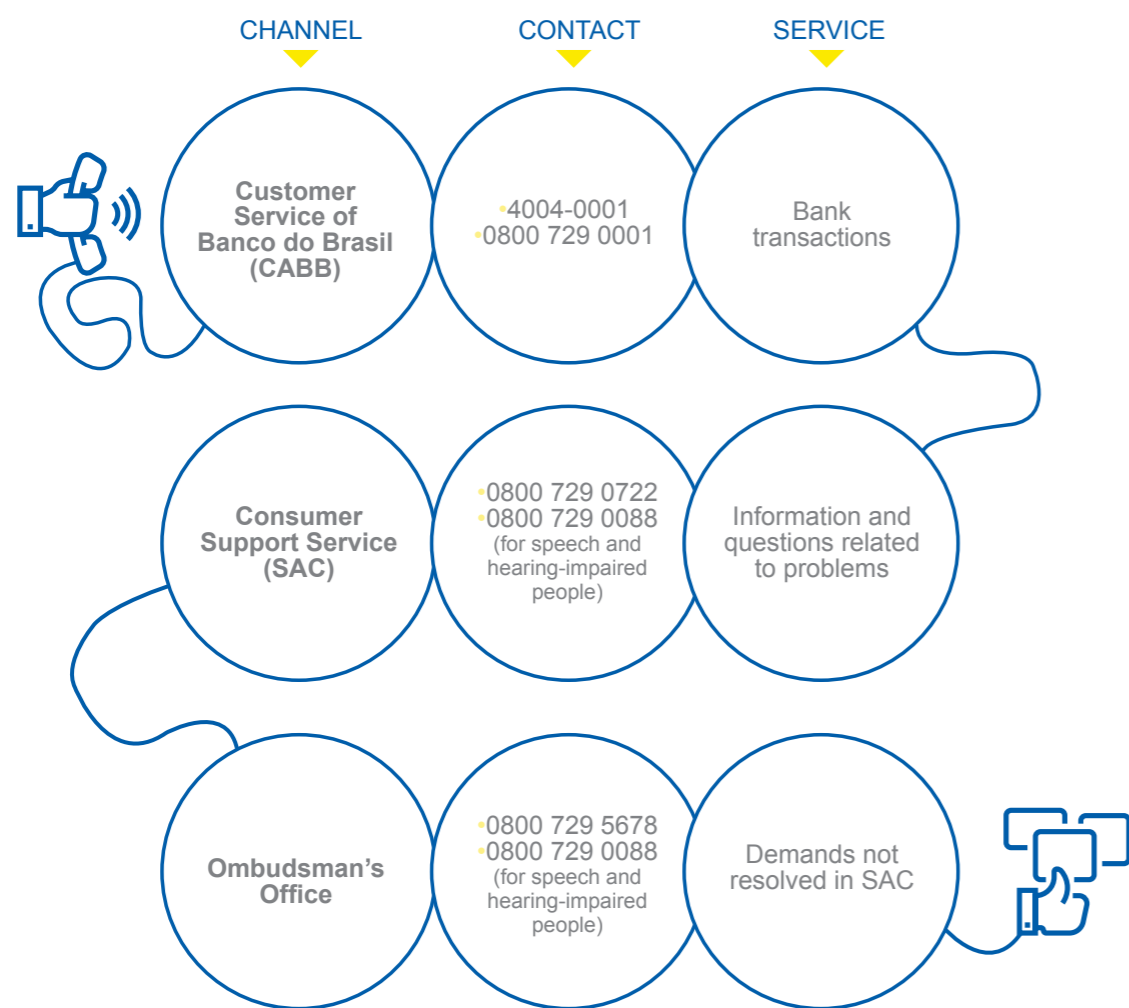 CHANNEL
CONTACT
SERVICE
Customer
Service of
Banco do Brasil
(CABB)
•4004-0001
•0800 729 0001
Bank
transactions
Consumer
Support Service
(SAC)
•0800 729 0722
•0800 729 0088
(for speech and
hearing-impaired
people)
Information and
questions related
to problems
Ombudsman's
Office
•0800 729 5678
•0800 729 0088
(for speech and
hearing-impaired
people)
Demands not
resolved in SAC